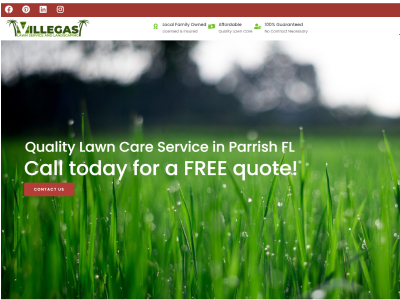 VILLEGAS
LAWN SERVICE AND LANDSCAPING
Local Family Owned
Licensed & Insured
Affordable
Quality Lawn Care
100% Guaranteed
No Contract Necessary
Quality Lawn Care Service in Parrish FL
Call today for a FREE quote!
CONTACT US